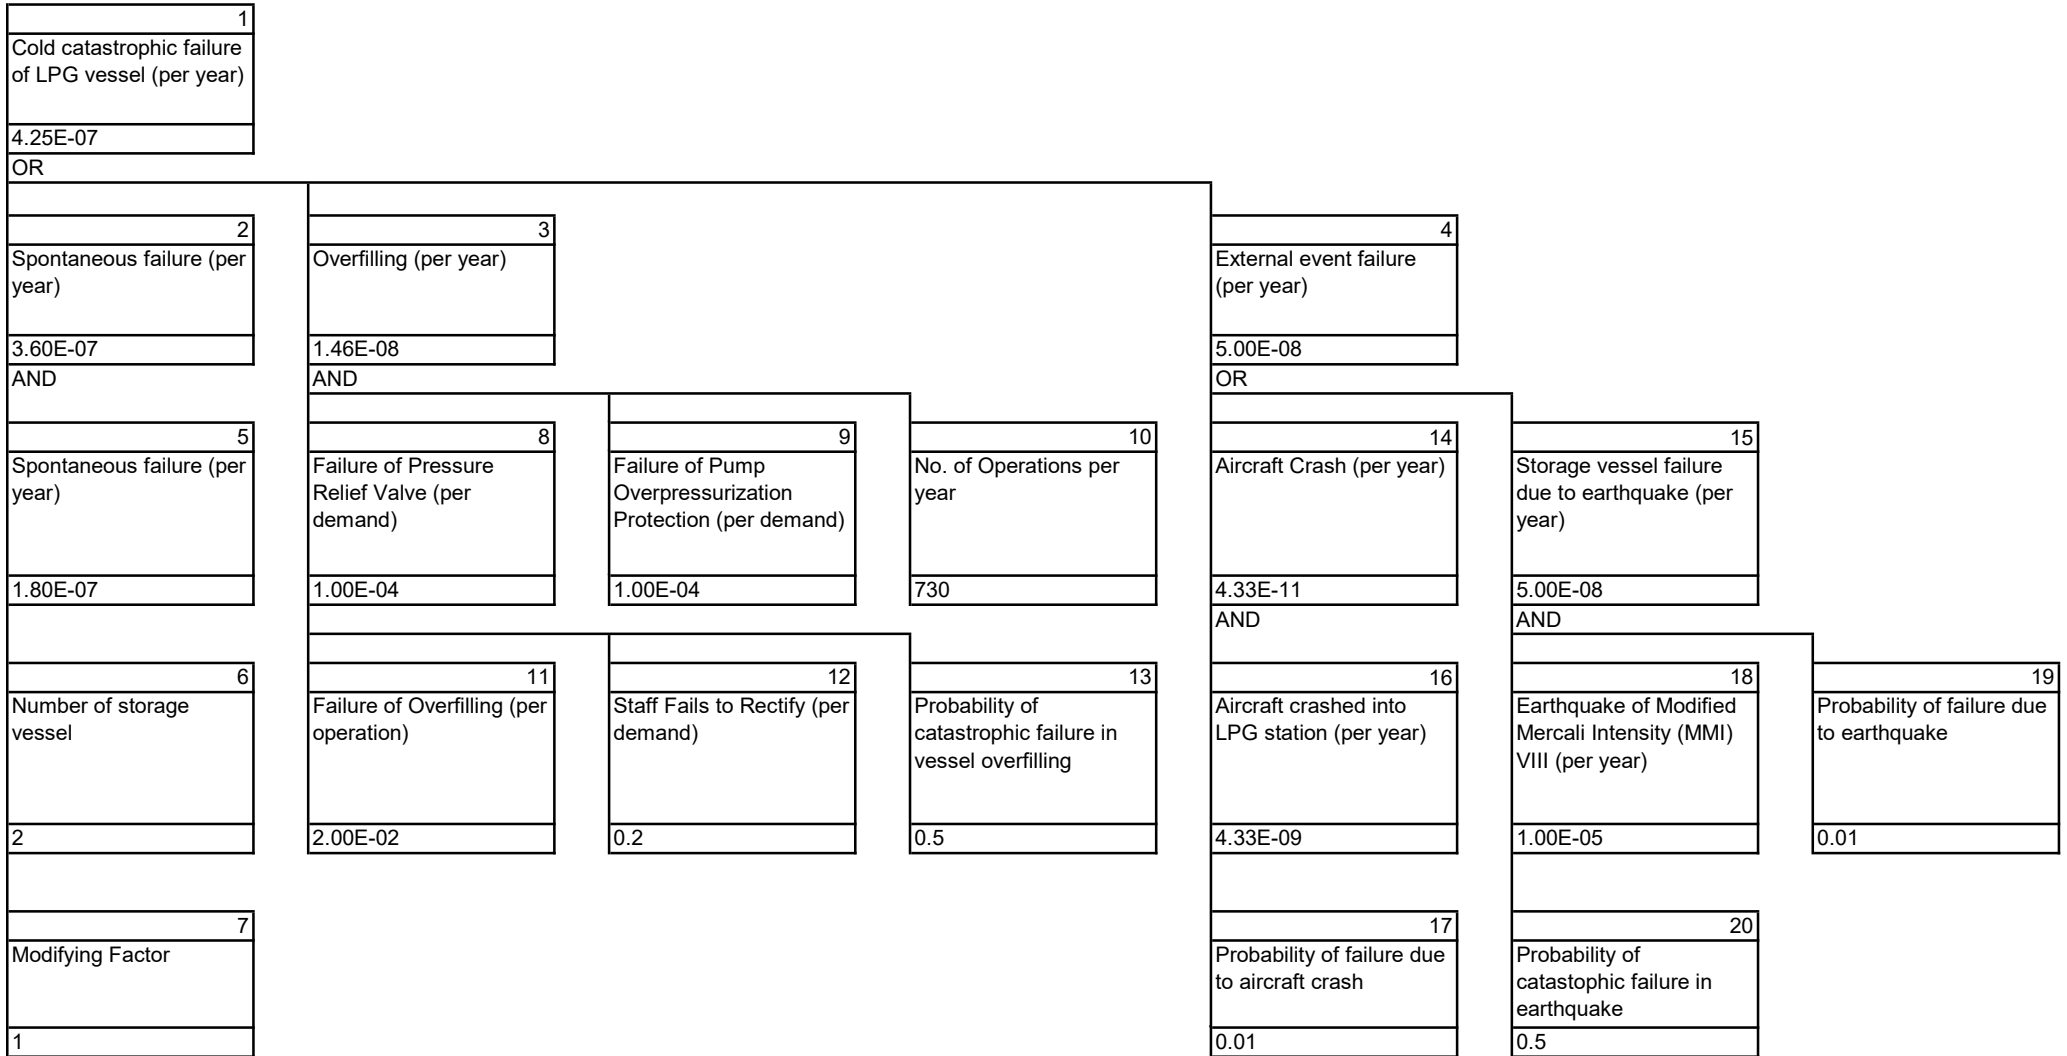 1
Cold catastrophic failure
of LPG vessel (per year)
4.25E-07
OR
2
Spontaneous failure (per
year)
3.60E-07
AND
3
Overfilling (per year)
1.46E-08
AND
4
External event failure
(per year)
5.00E-08
OR
5
Spontaneous failure (per
year)
1.80E-07
8
Failure of Pressure
Relief Valve (per
demand)
1.00E-04
9
Failure of Pump
Overpressurization
Protection (per demand)
1.00E-04
10
No. of Operations per
year
730
14
Aircraft Crash (per year)
4.33E-11
AND
15
Storage vessel failure
due to earthquake (per
year)
5.00E-08
AND
6
Number of storage
vessel
2
11
Failure of Overfilling (per
operation)
2.00E-02
12
Staff Fails to Rectify (per
demand)
0.2
13
Probability of
catastrophic failure in
vessel overfilling
0.5
16
Aircraft crashed into
LPG station (per year)
4.33E-09
18
Earthquake of Modified
Mercali Intensity (MMI)
VIII (per year)
1.00E-05
19
Probability of failure due
to earthquake
0.01
7
Modifying Factor
1
17
Probability of failure due
to aircraft crash
0.01
20
Probability of
catastophic failure in
earthquake
0.5